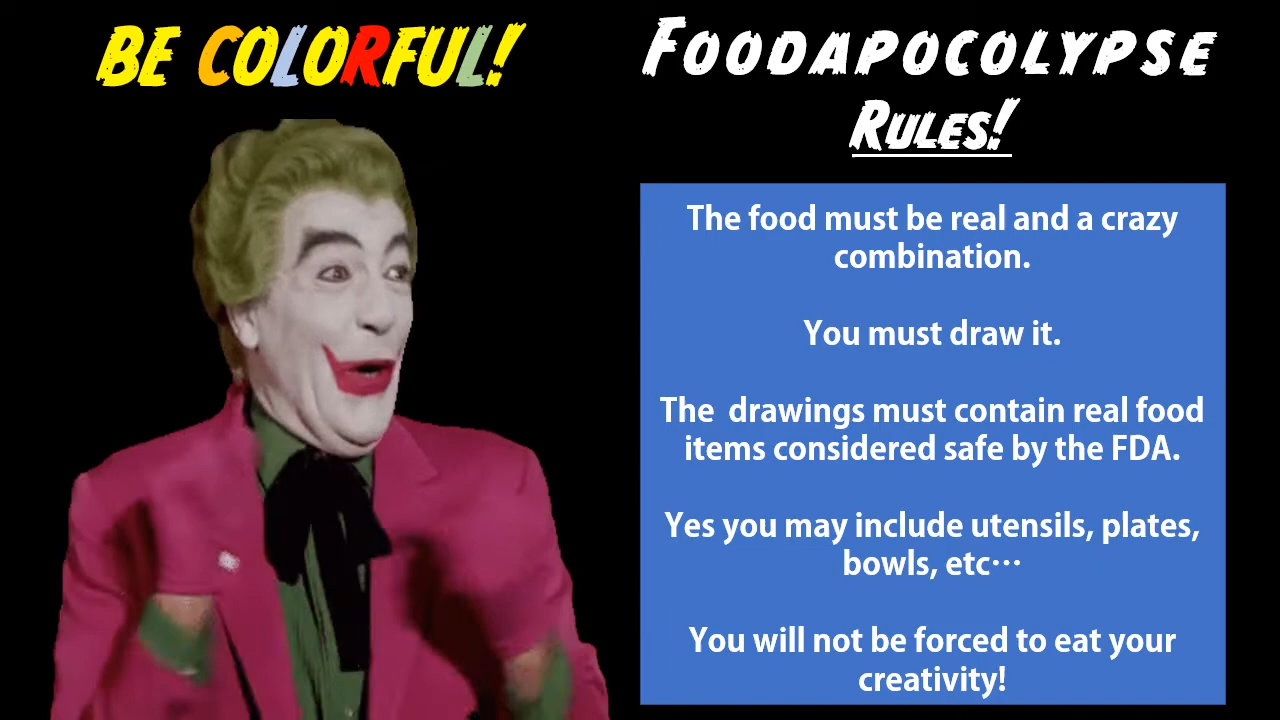 BE COLORFUL!
FOODAPOCOLYPSE
RULES!
The food must be real and a crazy
combination.
You must draw it.
The  drawings must contain real food
items considered safe by the FDA.
Yes you may include utensils, plates,
bowls, etc…
You will not be forced to eat your
creativity!